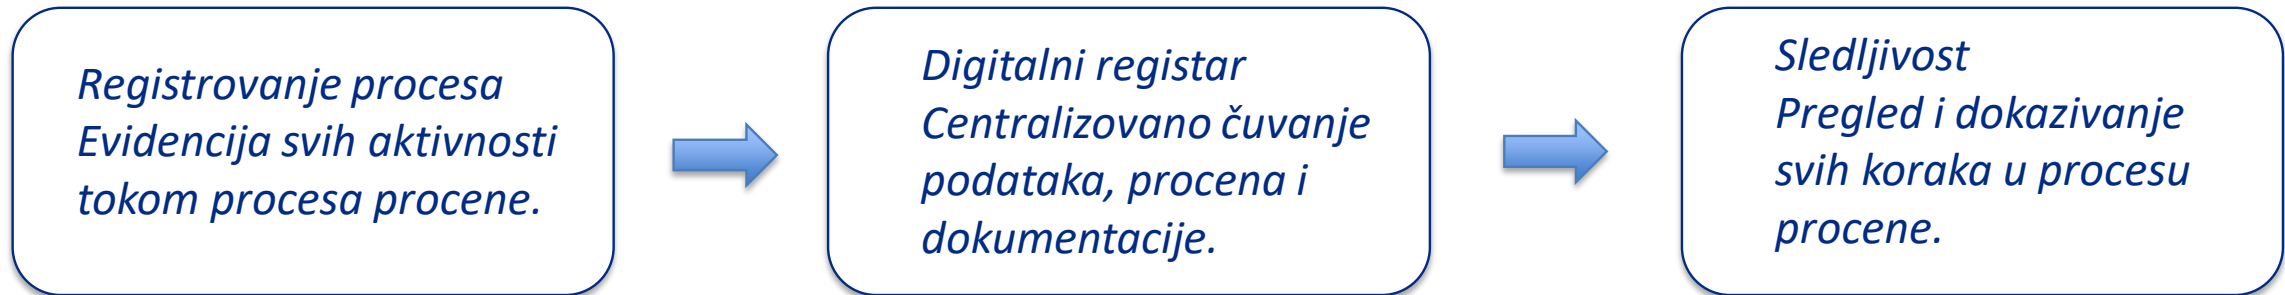 Registrovanje procesa
Evidencija svih aktivnosti
tokom procesa procene.
Digitalni registar
Centralizovano čuvanje
podataka, procena i
dokumentacije.
Sledljivost
Pregled i dokazivanje
svih koraka u procesu
procene.